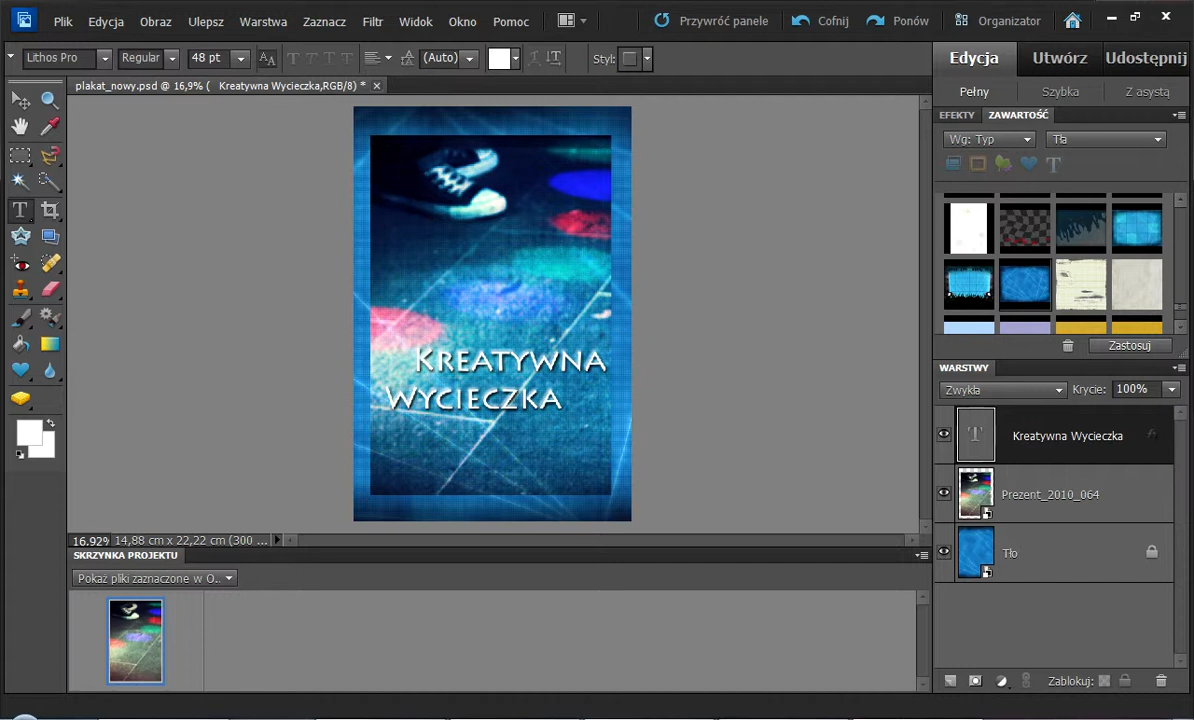 Plik Edycja Obraz Ulepsz Warstwa Zaznacz Filtr Widok Okno Pomoc Przywróć panele Cofnij Ponów Organizator
Lithos Pro Regular 48 pt (Auto) Styl: Edycja Utwórz Udostępnij
plakat_nowy.psd @ 16,9% ( Kreatywna Wycieczka,RGB/8) * Pełny Szybka Z asystą
EFEKTY ZAWARTOŚĆ
Wg: Typ Tła
KREATYWNA
WYCIECZKA
Zastosuj
WARSTWY
Zwykła Krycie: 100%
Kreatywna Wycieczka
Prezent_2010_064
Tło
16.92% 14,88 cm x 22,22 cm (300 ...
SKRZYNKA PROJEKTU
Pokaż pliki zaznaczone w O..
Zablokuj: